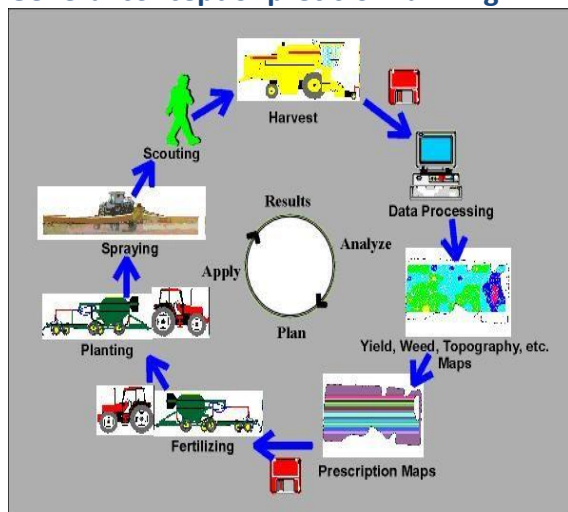 Harvest
Scouting
Data Processing
Results
Analyze
Apply
Plan
Spraying
Planting
Yield, Weed, Topography, etc.
Maps
Fertilizing
Prescription Maps